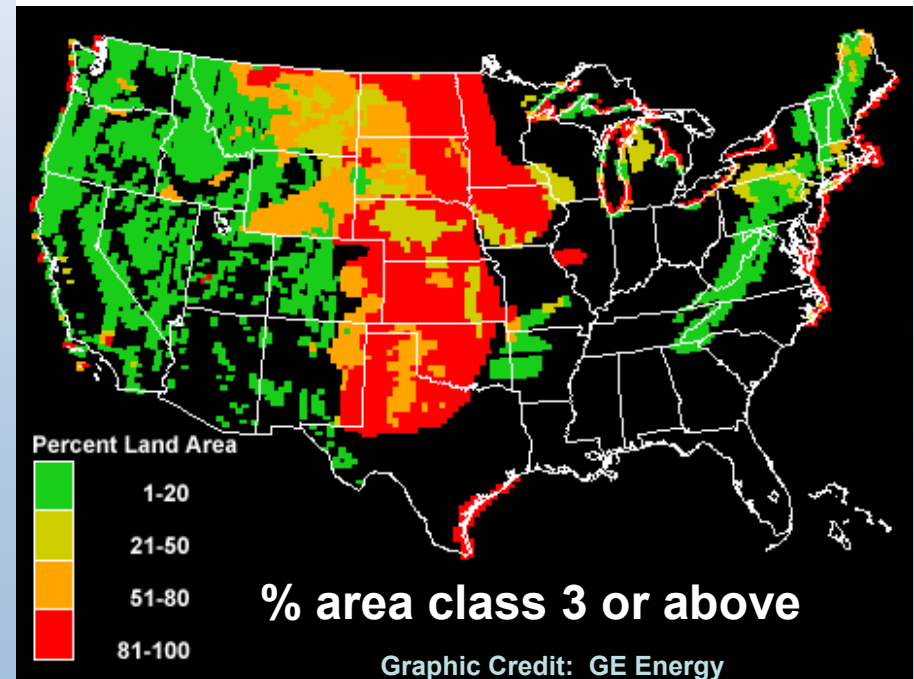 Percent Land Area
1-20
21-50
51-80
81-100
% area class 3 or above
Graphic Credit: GE Energy